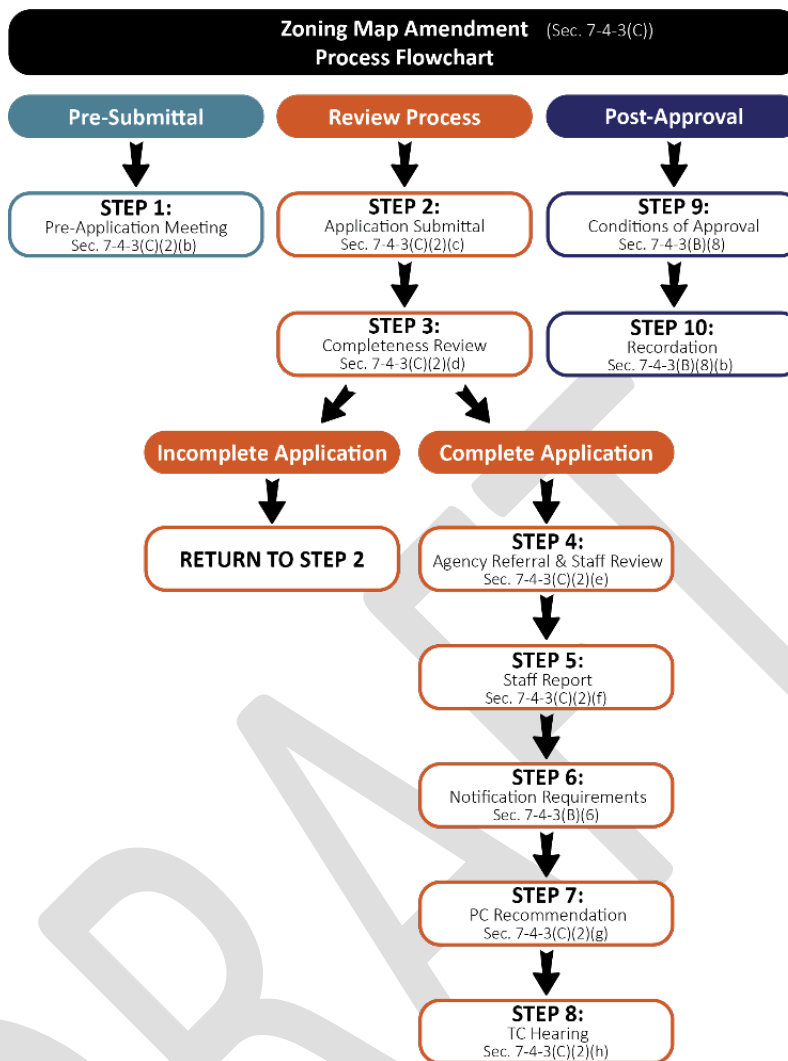 Zoning Map Amendment (Sec. 7-4-3(C))
Process Flowchart
Pre-Submittal
STEP 1:
Pre-Application Meeting
Sec. 7-4-3(C)(2)(b)
Review Process
STEP 2:
Application Submittal
Sec. 7-4-3(C)(2)(c)
STEP 3:
Completeness Review
Sec. 7-4-3(C)(2)(d)
Incomplete Application
RETURN TO STEP 2
Complete Application
STEP 4:
Agency Referral & Staff Review
Sec. 7-4-3(C)(2)(e)
STEP 5:
Staff Report
Sec. 7-4-3(C)(2)(f)
STEP 6:
Notification Requirements
Sec. 7-4-3(B)(6)
STEP 7:
PC Recommendation
Sec. 7-4-3(C)(2)(g)
STEP 8:
TC Hearing
Sec. 7-4-3(C)(2)(h)
Post-Approval
STEP 9:
Conditions of Approval
Sec. 7-4-3(B)(8)
STEP 10:
Recordation
Sec. 7-4-3(B)(8)(b)
DRAFT